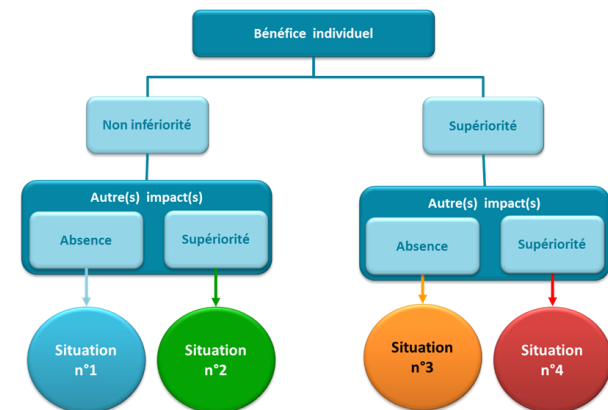 Bénéfice individuel
Non infériorité
Supériorité
Autre(s) impact(s)
Absence
Supériorité
Autre(s) impact(s)
Absence
Supériorité
Situation
n°1
Situation
n°2
Situation
n°3
Situation
n°4